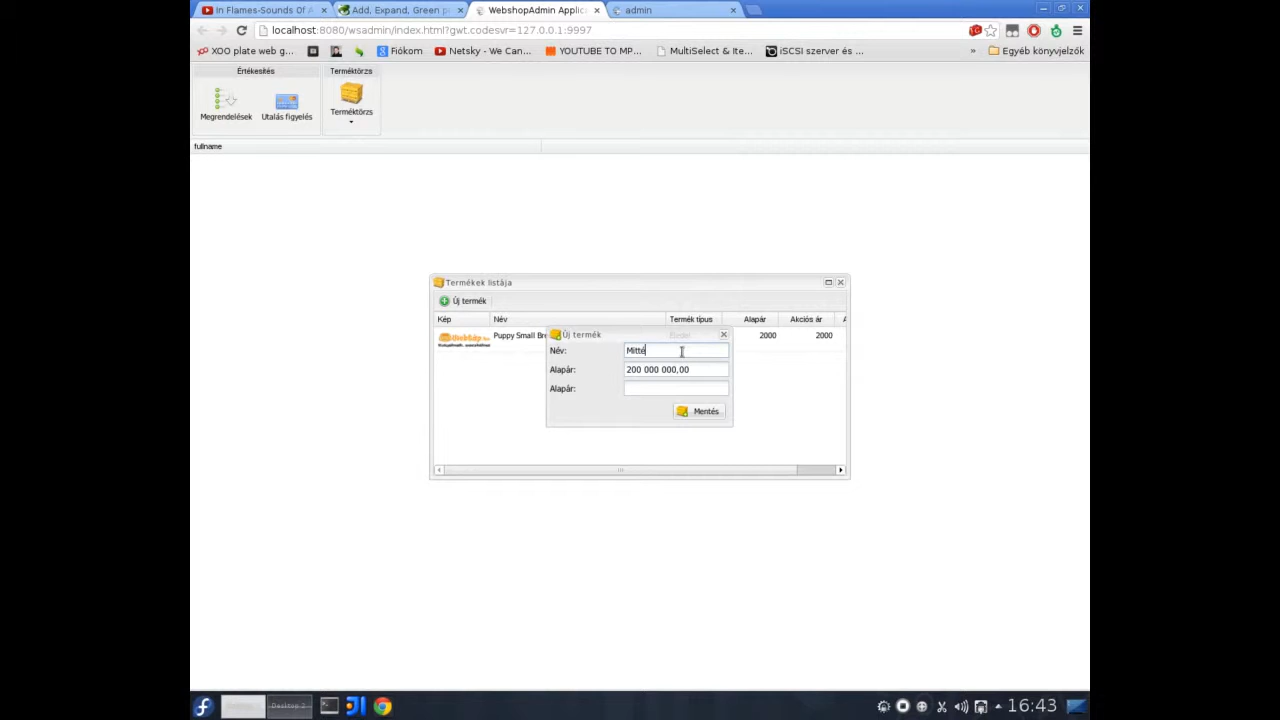 In Flames-Sounds Of A
Add, Expand, Green p
WebshopAdmin Applic
admin
localhost:8080/wsadmin/index.html?gwt.codesvr=127.0.0.1:9997
XOO plate web g...
Fiókom
Netsky - We Can...
YOUTUBE TO MP...
MultiSelect & Ite...
iSCSI szerver és ...
»
Egyéb könyvjelzők
Értékesítés
Terméktörzs
Megrendelések
Utalás figyelés
Terméktörzs
fullname
Termékek listája
Új termék
Kép
Név
Termék típus
Alapár
Akciós ár
A
Puppy Small Bre
2000
2000
Új termék
Név:
Mitté
Alapár:
200 000 000,00
Alapár:
Mentés
Desktop 2
16:43